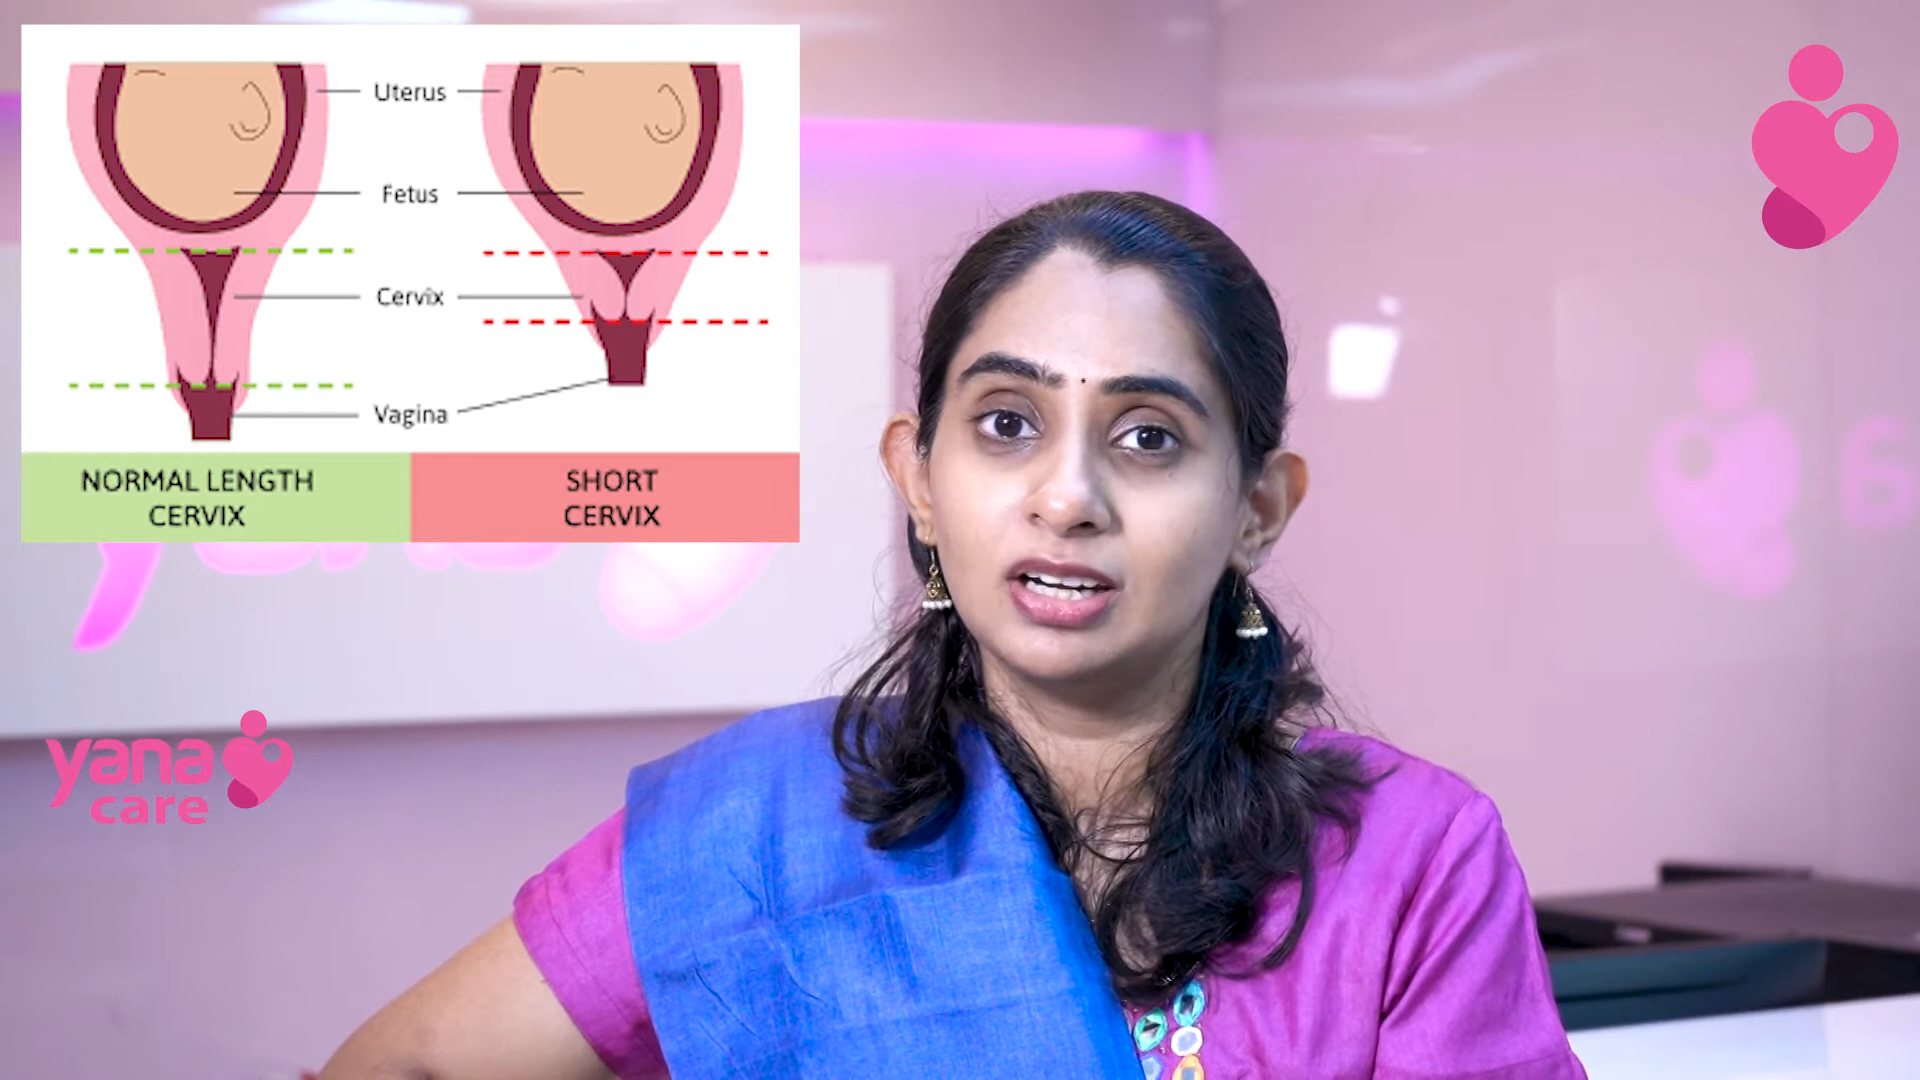 Uterus
Fetus
Cervix
Vagina
NORMAL LENGTH
CERVIX
SHORT
CERVIX
yana
care